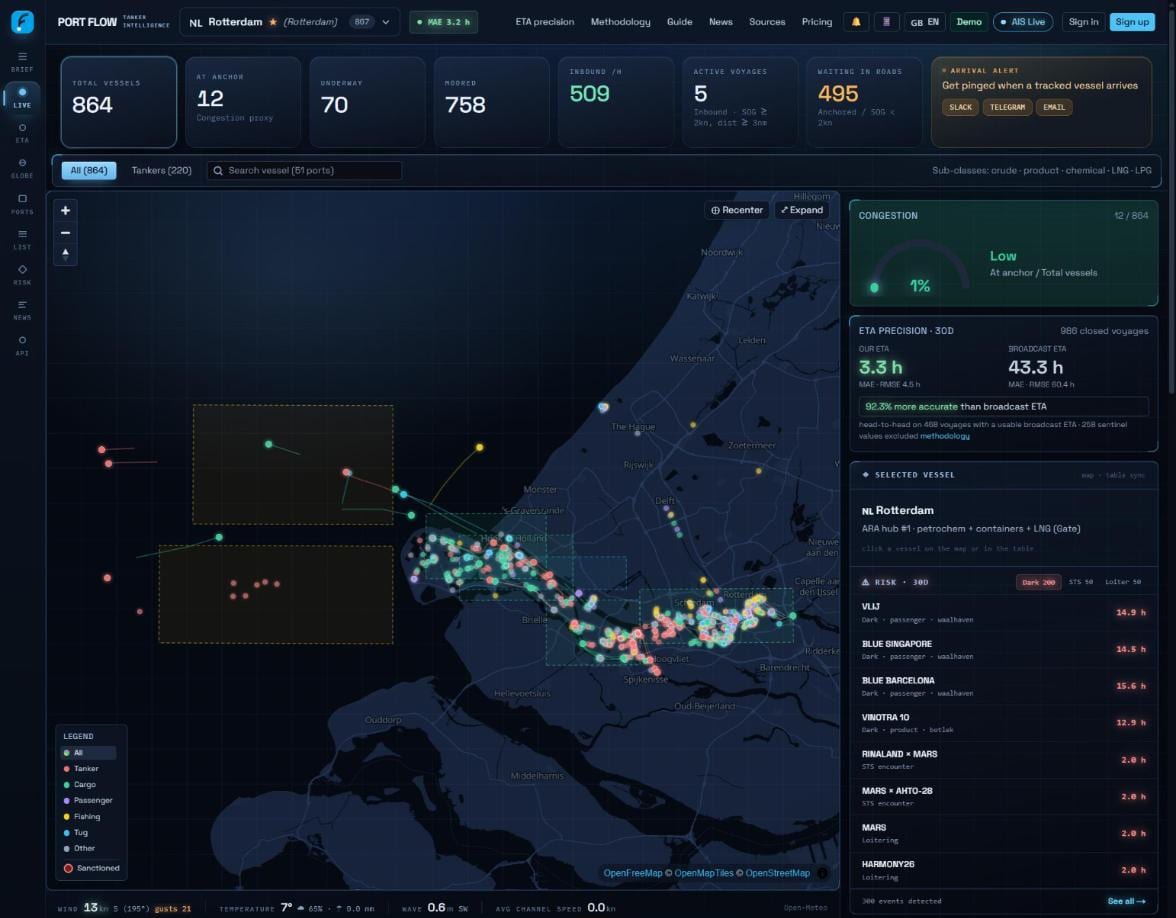 PORT FLOW TANKER INTELLIGENCE
NL Rotterdam ★ (Rotterdam) 867
MAE 3.2 h
ETA precision
Methodology
Guide
News
Sources
Pricing
GB EN
Demo
AIS Live
Sign in
Sign up
BRIEF
LIVE
ETA
GLOBE
PORTS
LIST
RISK
NEWS
API
TOTAL VESSELS
864
AT ANCHOR
12
Congestion proxy
UNDERWAY
70
MOORED
758
INBOUND /H
509
ACTIVE VOYAGES
5
Inbound · SOG ≥
2kn, dist ≥ 3nm
WAITING IN ROADS
495
Anchored / SOG <
2kn
ARRIVAL ALERT
Get pinged when a tracked vessel arrives
SLACK
TELEGRAM
EMAIL
All (864)
Tankers (220)
Search vessel (51 ports)
Sub-classes: crude · product · chemical · LNG · LPG
+
−
Recenter
Expand
Hillegom
Nieuw
Noordwijk
Katwijk
Leiden
Wassenaar
The Hague
Zoetermeer
Rijswijk
Delft
Monster
's-Gravenzande
Nieuwe
aan den
Capelle aan
den IJssel
Brielle
Hoogvliet
Ridderke
Barendrecht
Spijkenisse
Hellevoetsluis
Oud-Beijerland
Ouddorp
Middelharnis
LEGEND
All
Tanker
Cargo
Passenger
Fishing
Tug
Other
Sanctioned
OpenFreeMap © OpenMapTiles © OpenStreetMap
WIND 13 kn S (195°) gusts 21
TEMPERATURE 7° 65% · 0.0 mm
WAVE 0.6 m SW
AVG CHANNEL SPEED 0.0 kn
Open-Meteo
CONGESTION
12 / 864
1%
Low
At anchor / Total vessels
ETA PRECISION · 30D
986 closed voyages
OUR ETA
3.3 h
MAE · RMSE 4.5 h
BROADCAST ETA
43.3 h
MAE · RMSE 60.4 h
92.3% more accurate than broadcast ETA
head-to-head on 468 voyages with a usable broadcast ETA · 258 sentinel
values excluded methodology
SELECTED VESSEL
map · table sync
NL Rotterdam
ARA hub #1 · petrochem + containers + LNG (Gate)
click a vessel on the map or in the table
RISK · 30D
Dark 200
STS 50
Loiter 50
VLIJ
Dark · passenger · waalhaven
14.9 h
BLUE SINGAPORE
Dark · passenger · waalhaven
14.5 h
BLUE BARCELONA
Dark · passenger · waalhaven
15.6 h
VINOTRA 10
Dark · product · botlek
12.9 h
RINALAND × MARS
STS encounter
2.0 h
MARS × AHTO-28
STS encounter
2.0 h
MARS
Loitering
2.0 h
HARMONY26
Loitering
2.0 h
300 events detected
See all →